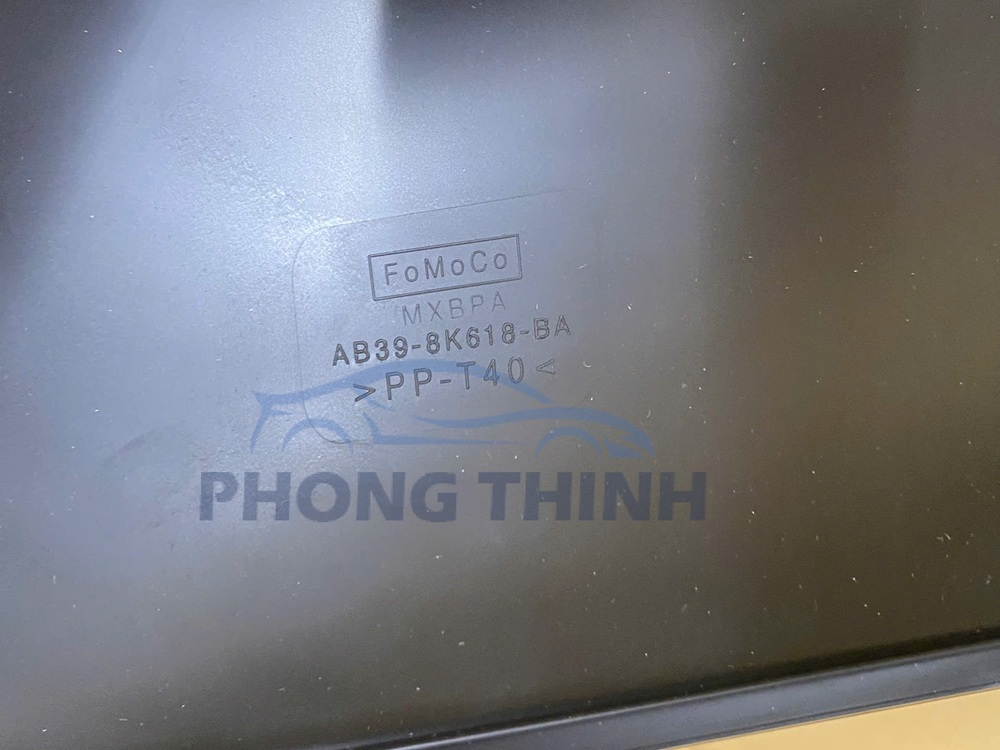 FoMoCo
MXBPA
AB39-8K618-BA
>PP-T40<
PHONG THINH